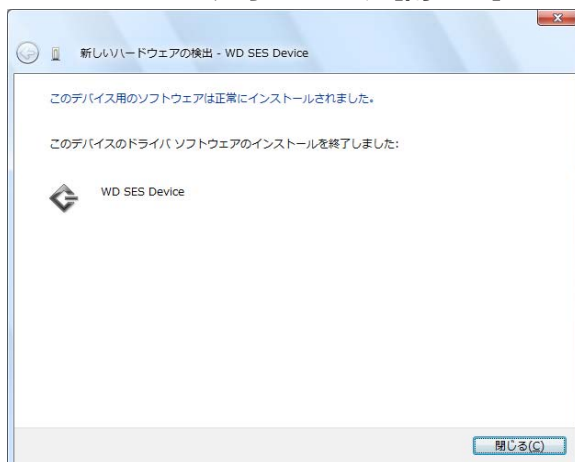 新しいハードウェアの検出 - WD SES Device
このデバイス用のソフトウェアは正常にインストールされました。
このデバイスのドライバ ソフトウェアのインストールを終了しました:
WD SES Device
閉じる(C)